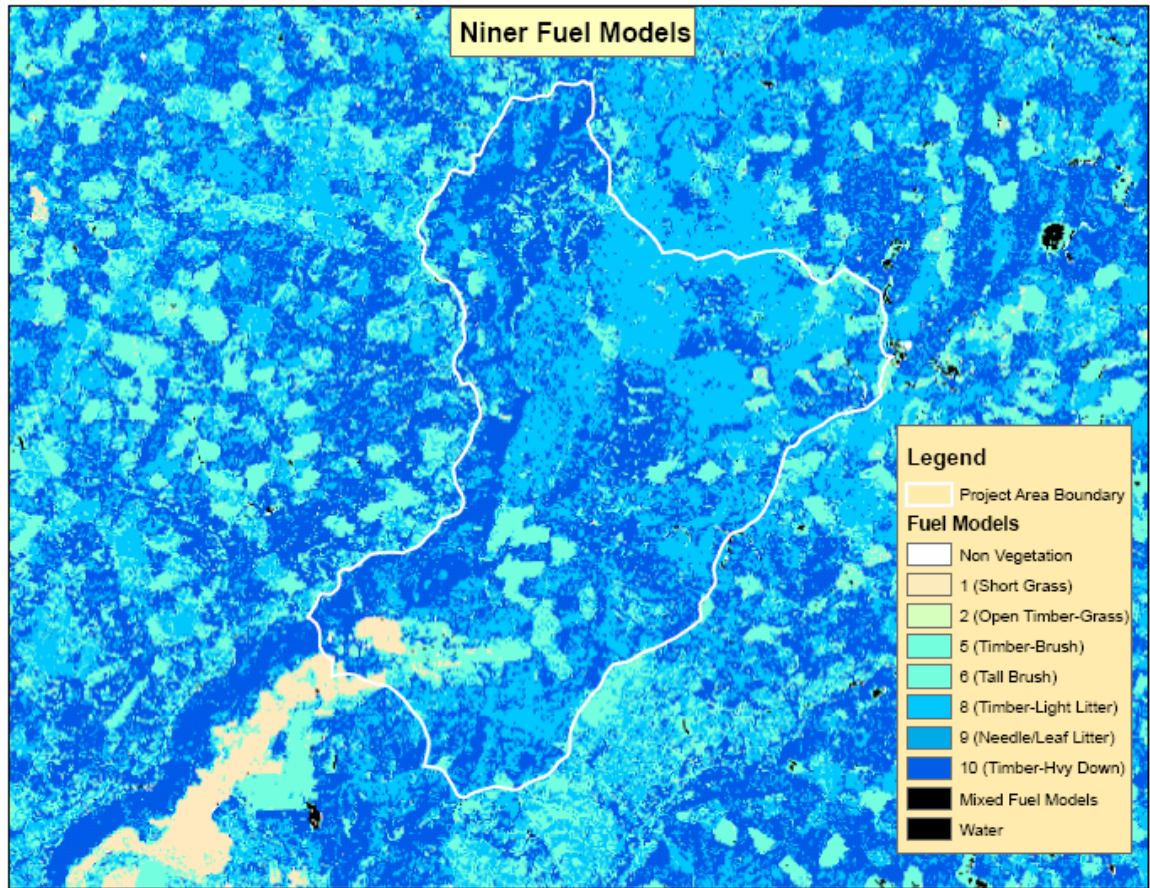 Niner Fuel Models
Legend
Project Area Boundary
Fuel Models
Non Vegetation
1 (Short Grass)
2 (Open Timber-Grass)
5 (Timber-Brush)
6 (Tall Brush)
8 (Timber-Light Litter)
9 (Needle/Leaf Litter)
10 (Timber-Hvy Down)
Mixed Fuel Models
Water